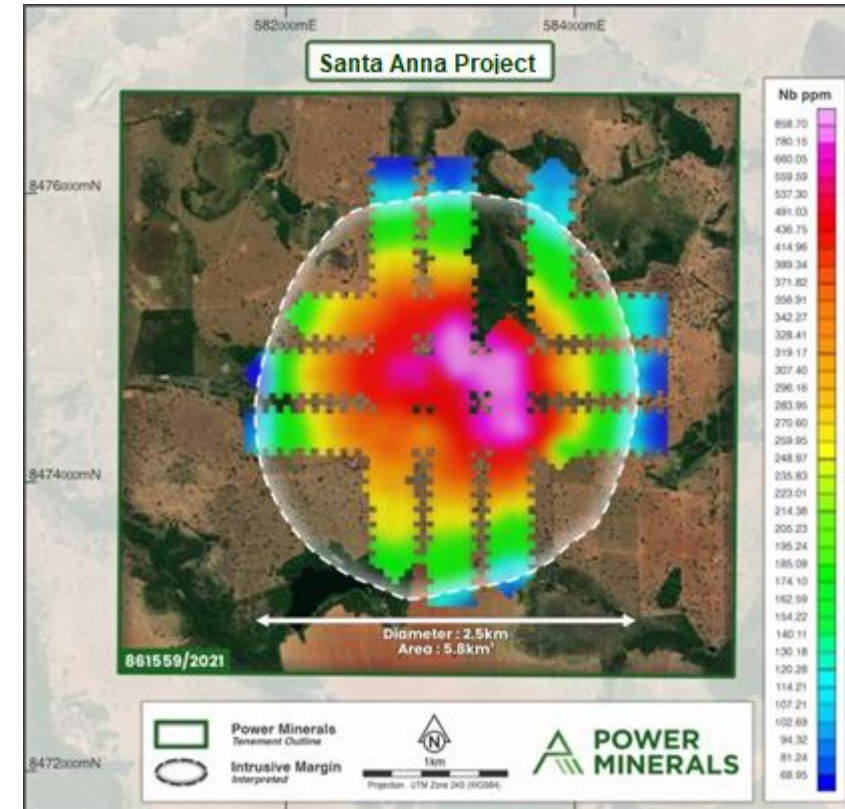 582000mE
584000mE
Santa Anna Project
Nb ppm
868.70
780.15
660.05
559.59
537.30
491.03
436.75
414.96
389.34
371.82
356.91
342.27
328.41
319.17
307.40
296.16
283.95
270.60
259.95
248.97
235.83
223.01
214.38
205.23
195.24
185.09
174.10
162.59
154.22
140.11
130.18
120.28
114.21
107.21
102.69
94.32
81.24
68.95
8476000mN
8474000mN
8472000mN
Diameter : 2.5km
Area : 5.8km²
861559/2021
Power Minerals
Tenement Outline
Intrusive Margin
Interpreted
N
1km
Projection : UTM Zone
POWER
MINERALS